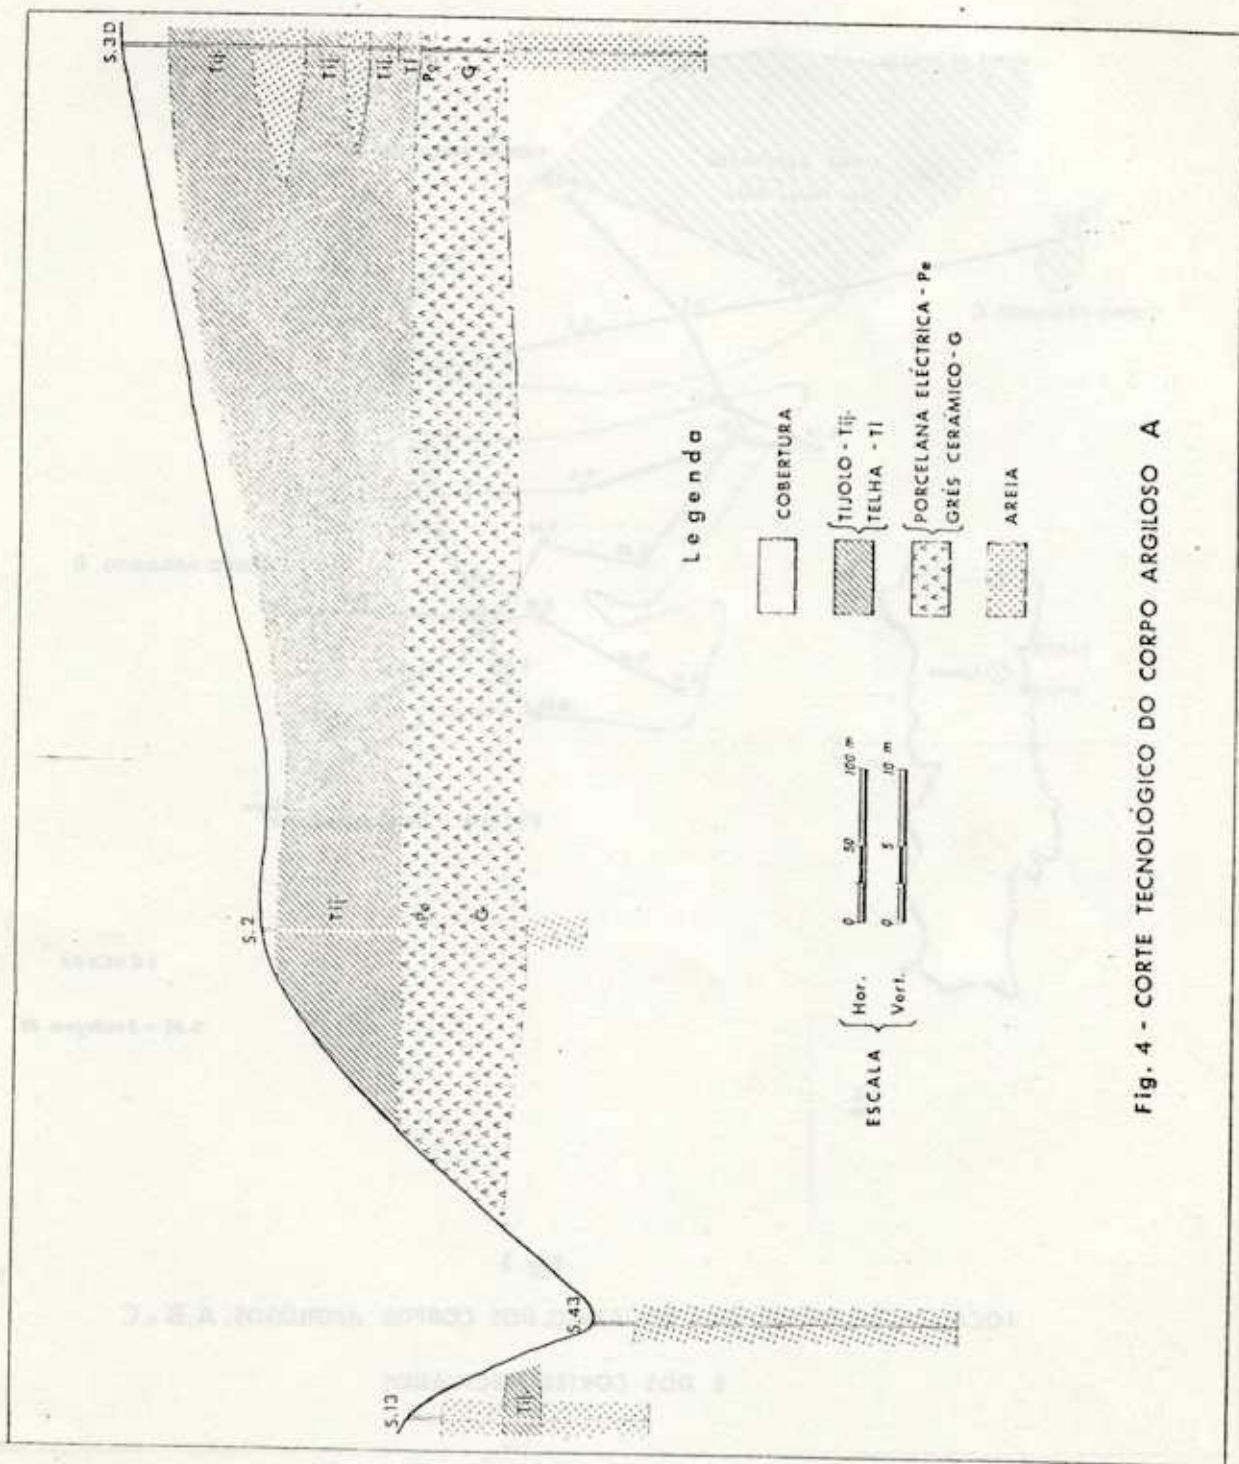 S.13
S.43
S.2
S.3D
Tij.
Tij.
Pe
G
Tij.
Tij.
Tij.
Tl
Pe
G
Legenda
COBERTURA
TIJOLO - Tij.
TELHA - Tl
PORCELANA ELÉCTRICA - Pe
GRÉS CERAMICO - G
AREIA
ESCALA
Hor.
0 50 100 m
Vert.
0 5 10 m
Fig. 4 - CORTE TECNOLÓGICO DO CORPO ARGILOSO A